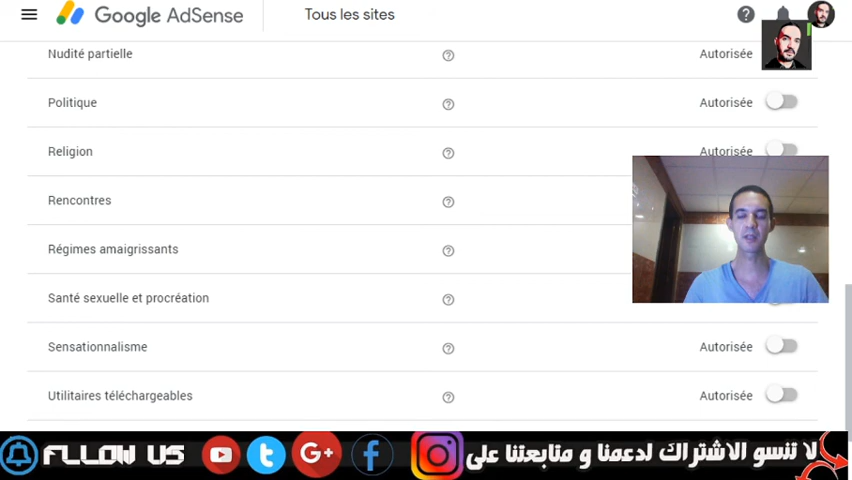 Google AdSense Tous les sites
Nudité partielle Autorisée
Politique Autorisée
Religion Autorisée
Rencontres
Régimes amaigrissants
Santé sexuelle et procréation
Sensationnalisme Autorisée
Utilitaires téléchargeables Autorisée
FLLOW US G+ لا تنسو الاشتراك لدعمنا و متابعتنا على